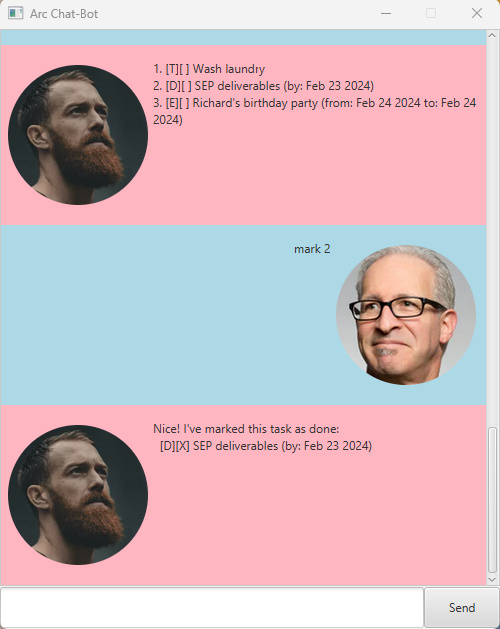 Arc Chat-Bot
1. [T][ ] Wash laundry
2. [D][ ] SEP deliverables (by: Feb 23 2024)
3. [E][ ] Richard's birthday party (from: Feb 24 2024 to: Feb 24
2024)
mark 2
Nice! I've marked this task as done:
  [D][X] SEP deliverables (by: Feb 23 2024)
Send